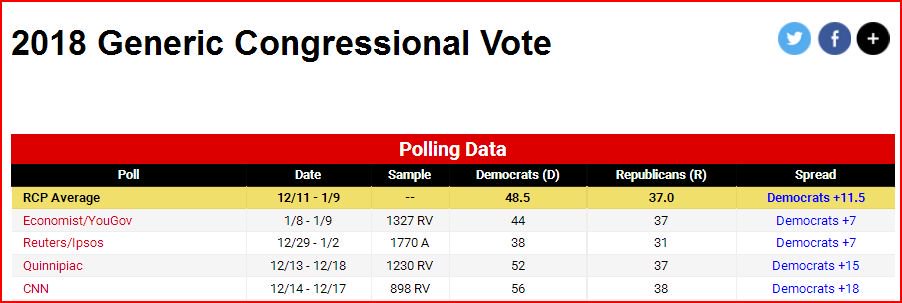 2018 Generic Congressional Vote
Polling Data
Poll Date Sample Democrats (D) Republicans (R) Spread
RCP Average 12/11 - 1/9 -- 48.5 37.0 Democrats +11.5
Economist/YouGov 1/8 - 1/9 1327 RV 44 37 Democrats +7
Reuters/Ipsos 12/29 - 1/2 1770 A 38 31 Democrats +7
Quinnipiac 12/13 - 12/18 1230 RV 52 37 Democrats +15
CNN 12/14 - 12/17 898 RV 56 38 Democrats +18